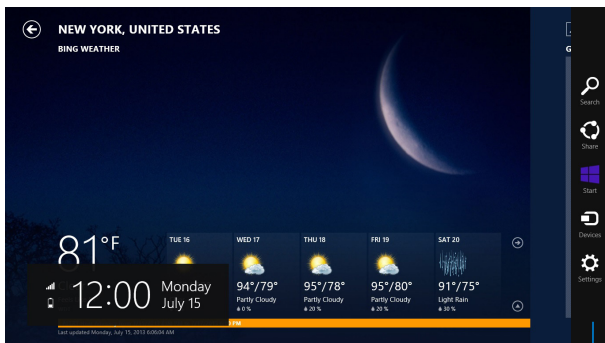 NEW YORK, UNITED STATES
BING WEATHER
G
Search
Share
Start
Devices
Settings
81°F
TUE 16
WED 17
THU 18
FRI 19
SAT 20
94°/79°
95°/78°
95°/80°
91°/75°
Partly Cloudy
Partly Cloudy
Partly Cloudy
Light Rain
0 %
20 %
20 %
30 %
12:00
Monday
July 15
PM
Last updated Monday, July 15, 2013 6:06:04 AM